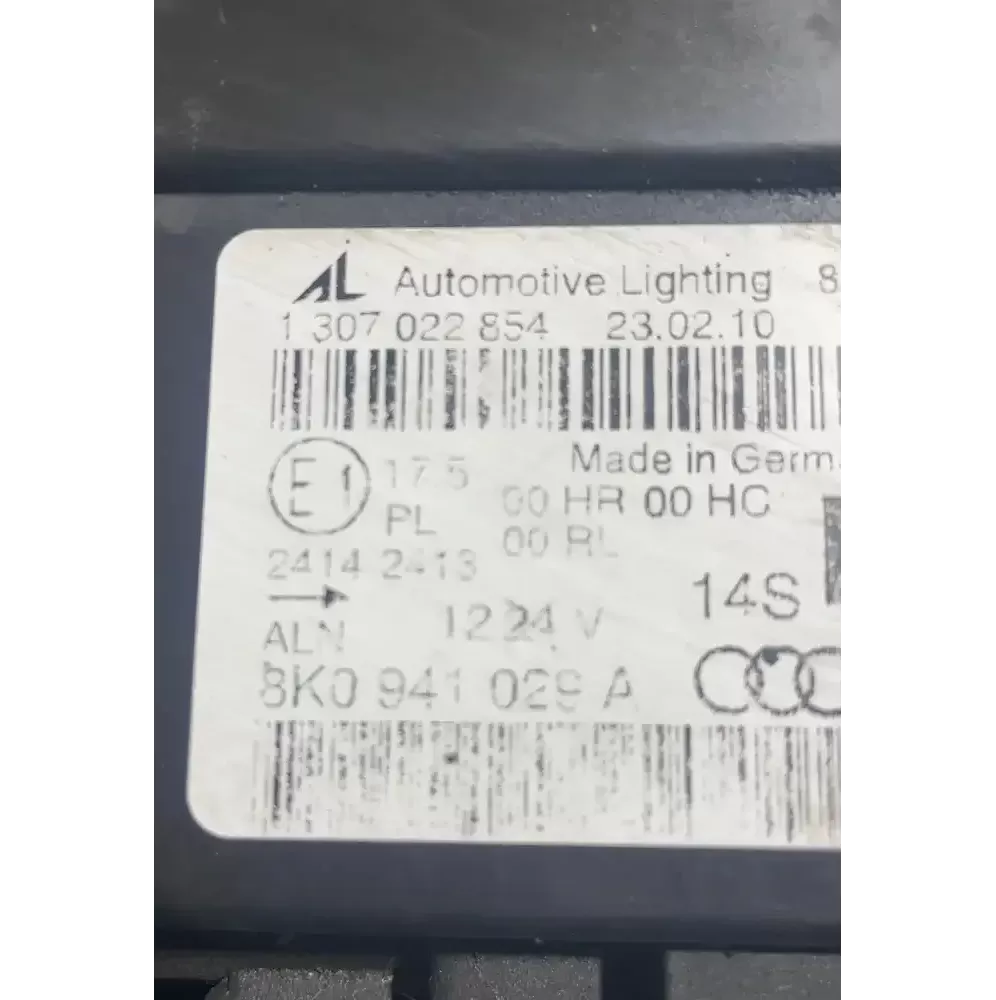 AL Automotive Lighting 8
1 307 022 854 23.02.10
Made in Germ
E1 17.5
00 HR 00 HC
PL
00 RL
2414 2413
14S
ALN 12 24 V
8K0 941 029 A